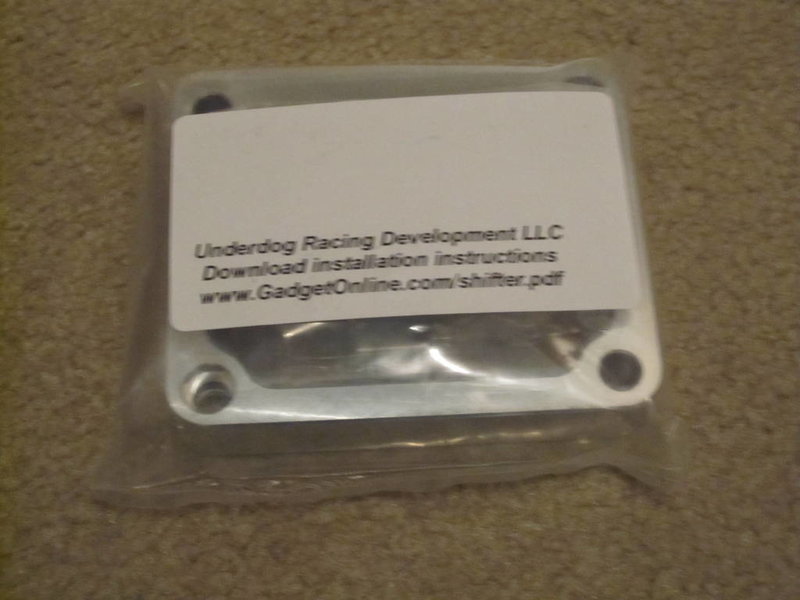 Underdog Racing Development LLC
Download installation instructions
www.GadgetOnline.com/shifter.pdf